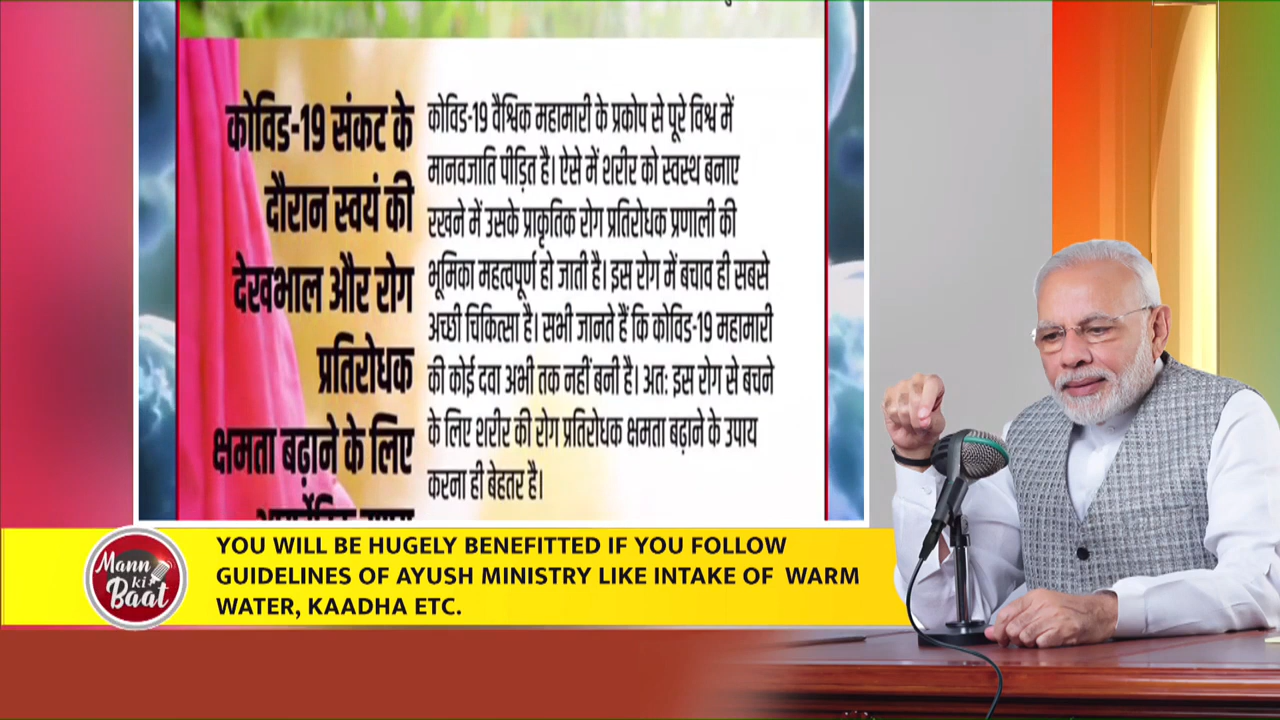 कोविड-19 संकट के
दौरान स्वयं की
देखभाल और रोग
प्रतिरोधक
क्षमता बढ़ाने के लिए
कोविड-19 वैश्विक महामारी के प्रकोप से पूरे विश्व में
मानवजाति पीड़ित है। ऐसे में शरीर को स्वस्थ बनाए
रखने में उसके प्राकृतिक रोग प्रतिरोधक प्रणाली की
भूमिका महत्वपूर्ण हो जाती है। इस रोग में बचाव ही सबसे
अच्छी चिकित्सा है। सभी जानते हैं कि कोविड-19 महामारी
की कोई दवा अभी तक नहीं बनी है। अतः इस रोग से बचने
के लिए शरीर की रोग प्रतिरोधक क्षमता बढ़ाने के उपाय
करना ही बेहतर है।
Mann
ki
Baat
YOU WILL BE HUGELY BENEFITTED IF YOU FOLLOW
GUIDELINES OF AYUSH MINISTRY LIKE INTAKE OF WARM
WATER, KAADHA ETC.